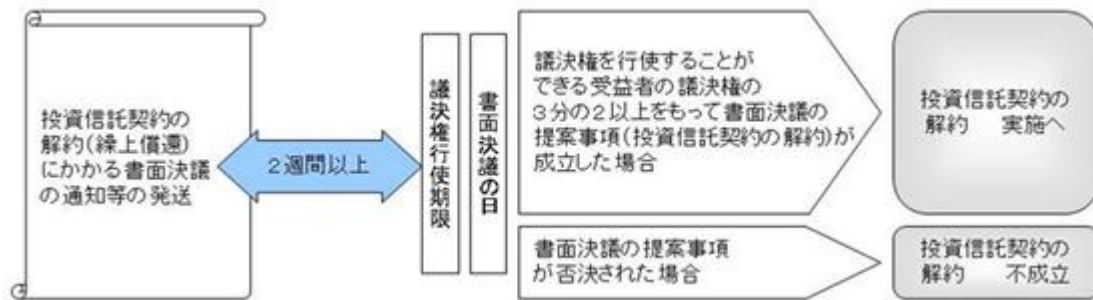 投資信託契約の
解約(繰上償還)
にかかる書面決議
の通知等の発送
２週間以上
議決権行使期限
書面決議の日
議決権を行使することが
できる受益者の議決権の
３分の２以上をもって書面決議の
提案事項(投資信託契約の解約)が
成立した場合
投資信託契約の
解約　実施へ
書面決議の提案事項
が否決された場合
投資信託契約の
解約　不成立